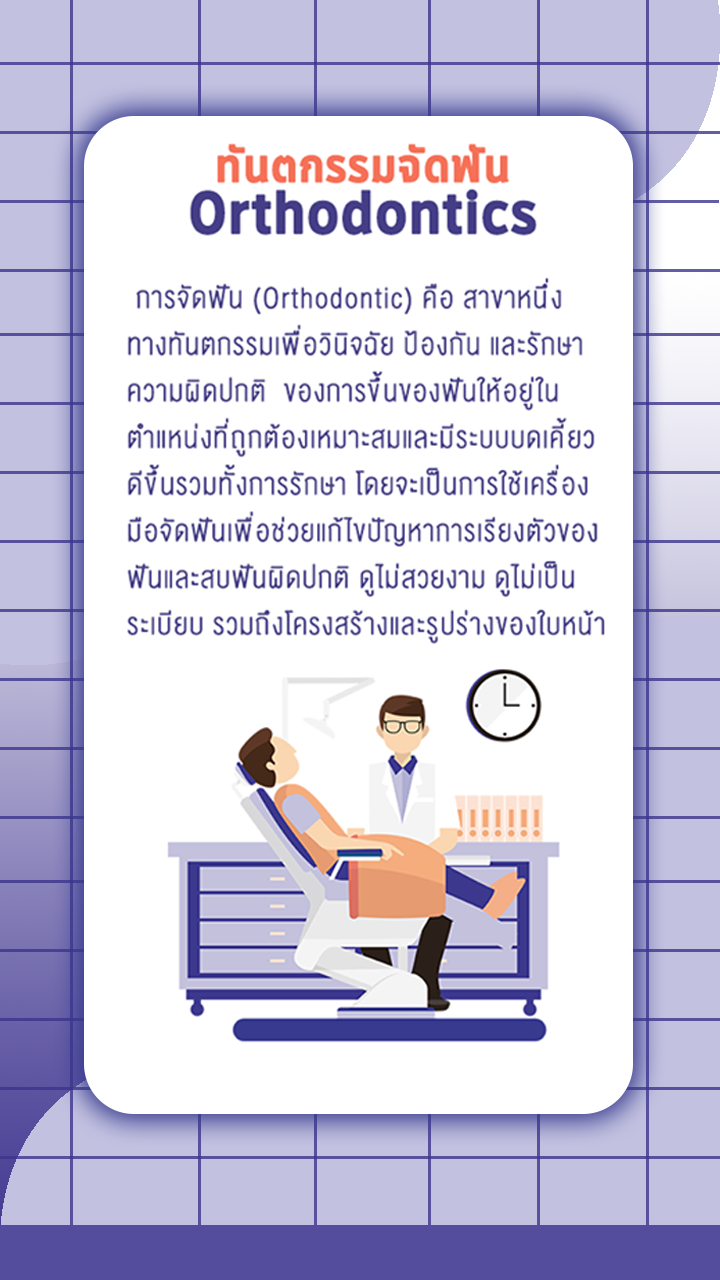 ทันตกรรมจัดฟัน
Orthodontics
การจัดฟัน (Orthodontic) คือ สาขาหนึ่ง
ทางทันตกรรมเพื่อวินิจฉัย ป้องกัน และรักษา
ความผิดปกติ ของการขึ้นของฟันให้อยู่ใน
ตำแหน่งที่ถูกต้องเหมาะสมและมีระบบบดเคี้ยว
ดีขึ้นรวมทั้งการรักษา โดยจะเป็นการใช้เครื่อง
มือจัดฟันเพื่อช่วยแก้ไขปัญหาการเรียงตัวของ
ฟันและสบฟันผิดปกติ ดูไม่สวยงาม ดูไม่เป็น
ระเบียบ รวมถึงโครงสร้างและรูปร่างของใบหน้า